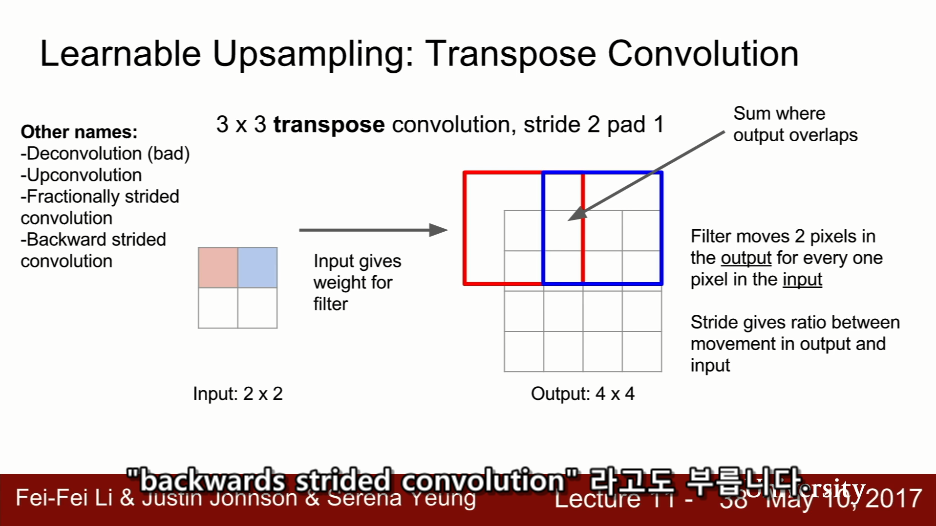 Learnable Upsampling: Transpose Convolution
Other names:
-Deconvolution (bad)
-Upconvolution
-Fractionally strided
convolution
-Backward strided
convolution
3 x 3 transpose convolution, stride 2 pad 1
Sum where
output overlaps
Input gives
weight for
filter
Filter moves 2 pixels in
the output for every one
pixel in the input
Stride gives ratio between
movement in output and
input
Input: 2 x 2
Output: 4 x 4
"backwards strided convolution" 라고도 부릅니다.
Fei-Fei Li & Justin Johnson & Serena Yeung
Lecture 11 - 38 May 10, 2017